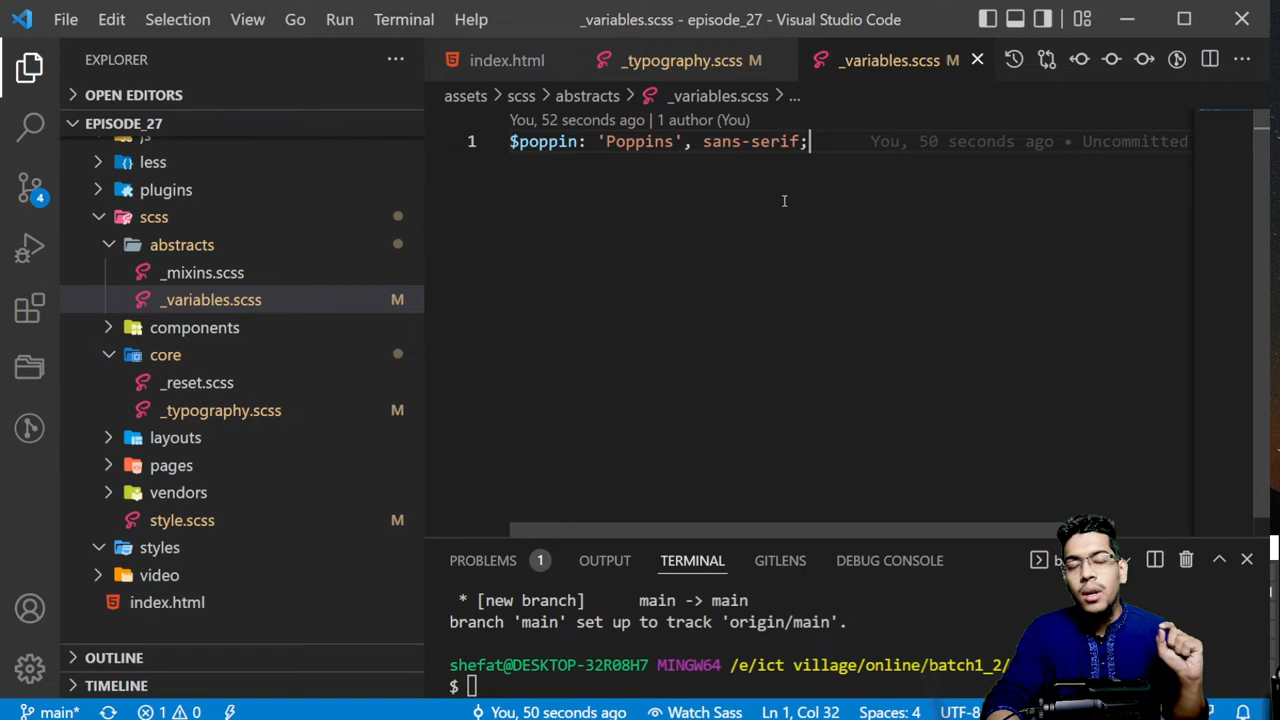 File Edit Selection View Go Run Terminal Help _variables.scss - episode_27 - Visual Studio Code
EXPLORER
OPEN EDITORS
EPISODE_27
js
less
plugins
scss
abstracts
_mixins.scss
_variables.scss M
components
core
_reset.scss
_typography.scss M
layouts
pages
vendors
style.scss M
styles
video
index.html
OUTLINE
TIMELINE
4
index.html _typography.scss M _variables.scss M
assets > scss > abstracts > _variables.scss > ...
You, 52 seconds ago | 1 author (You)
1 $poppin: 'Poppins', sans-serif; You, 50 seconds ago • Uncommitted
PROBLEMS 1 OUTPUT TERMINAL GITLENS DEBUG CONSOLE
* [new branch] main -> main
branch 'main' set up to track 'origin/main'.
shefat@DESKTOP-32R08H7 MINGW64 /e/ict village/online/batch1_2/
$
main* 1 0 You, 50 seconds ago Watch Sass Ln 1, Col 32 Spaces: 4